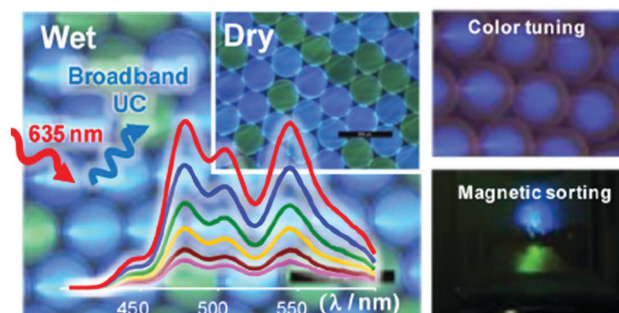 Wet
Dry
Broadband
UC
635 nm
450
500
550
(λ / nm)
Color tuning
Magnetic sorting